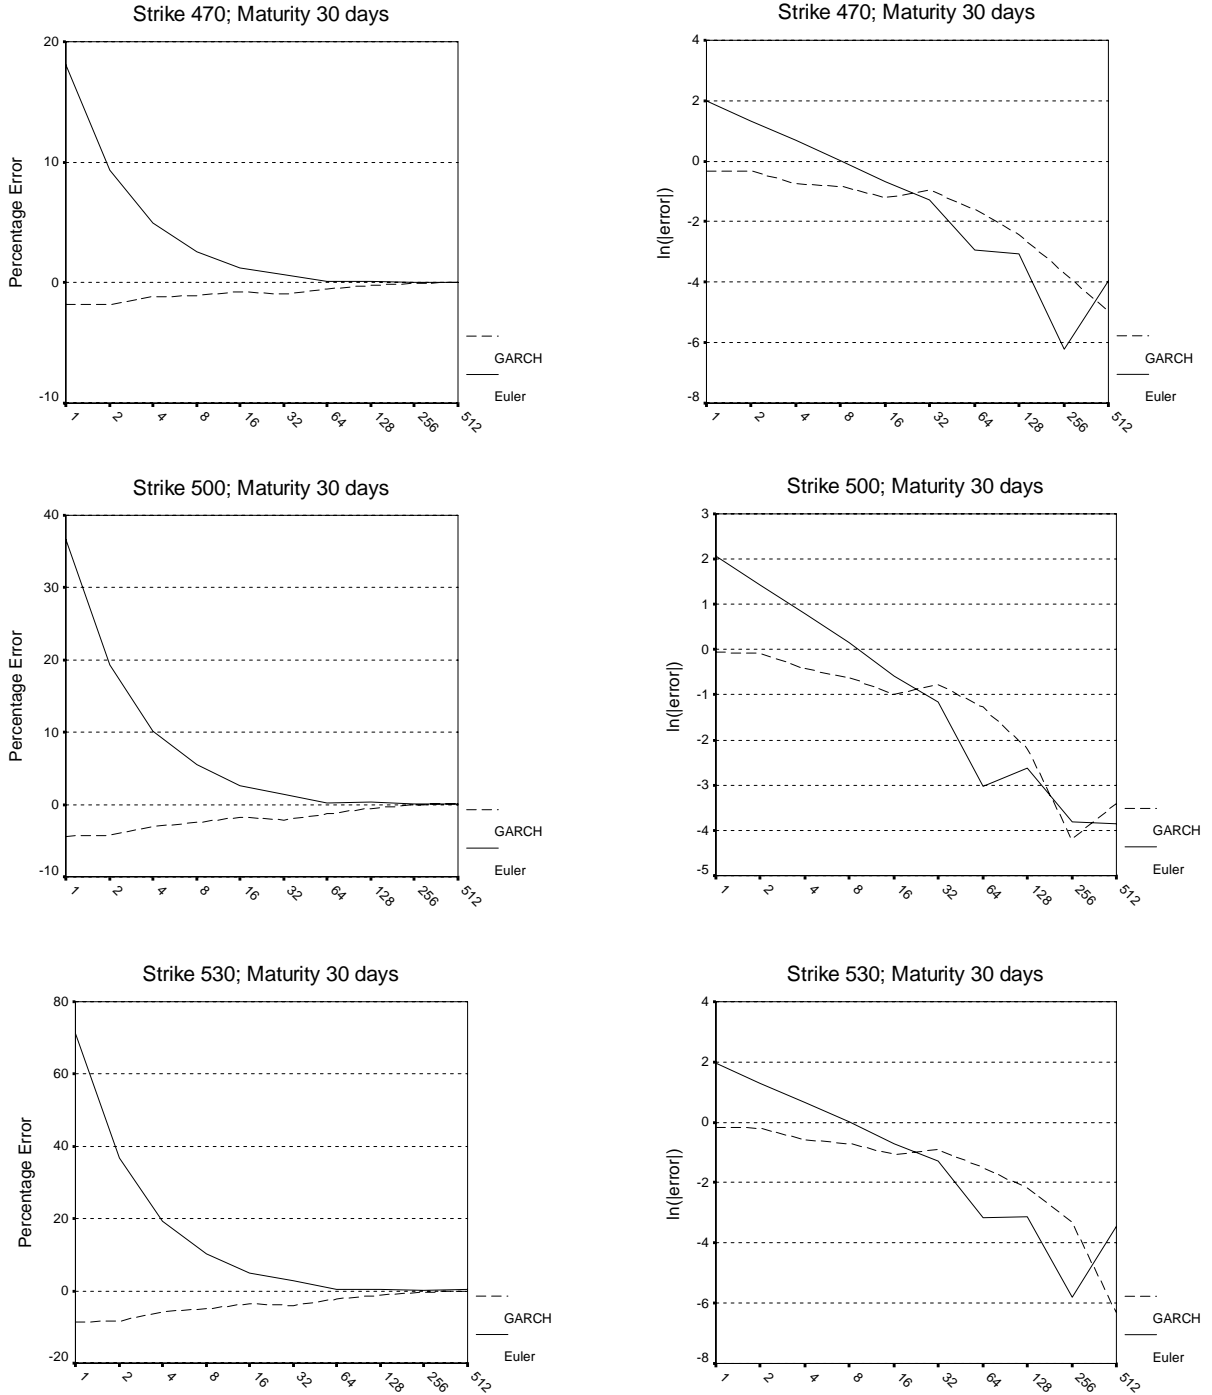 Strike 470; Maturity 30 days
20
10
0
-10
Percentage Error
1 2 4 8 16 32 64 128 256 512
GARCH
Euler
Strike 470; Maturity 30 days
4
2
0
-2
-4
-6
-8
ln(|error|)
1 2 4 8 16 32 64 128 256 512
GARCH
Euler
Strike 500; Maturity 30 days
40
30
20
10
0
-10
Percentage Error
1 2 4 8 16 32 64 128 256 512
GARCH
Euler
Strike 500; Maturity 30 days
3
2
1
0
-1
-2
-3
-4
-5
ln(|error|)
1 2 4 8 16 32 64 128 256 512
GARCH
Euler
Strike 530; Maturity 30 days
80
60
40
20
0
-20
Percentage Error
1 2 4 8 16 32 64 128 256 512
GARCH
Euler
Strike 530; Maturity 30 days
4
2
0
-2
-4
-6
-8
ln(|error|)
1 2 4 8 16 32 64 128 256 512
GARCH
Euler